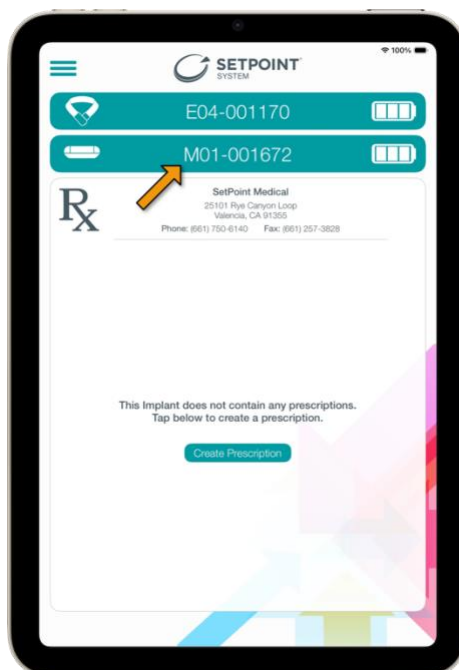 SETPOINT
SYSTEM
100%
E04-001170
M01-001672
Rx
SetPoint Medical
25101 Rye Canyon Loop
Valencia, CA 91355
Phone: (661) 750-6140 Fax: (661) 257-3828
This Implant does not contain any prescriptions.
Tap below to create a prescription.
Create Prescription